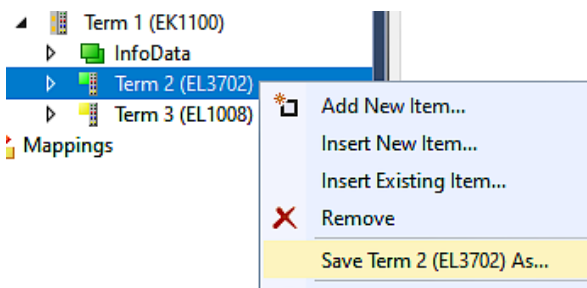 Term 1 (EK1100)
InfoData
Term 2 (EL3702)
Term 3 (EL1008)
Mappings
Add New Item...
Insert New Item...
Insert Existing Item...
Remove
Save Term 2 (EL3702) As...